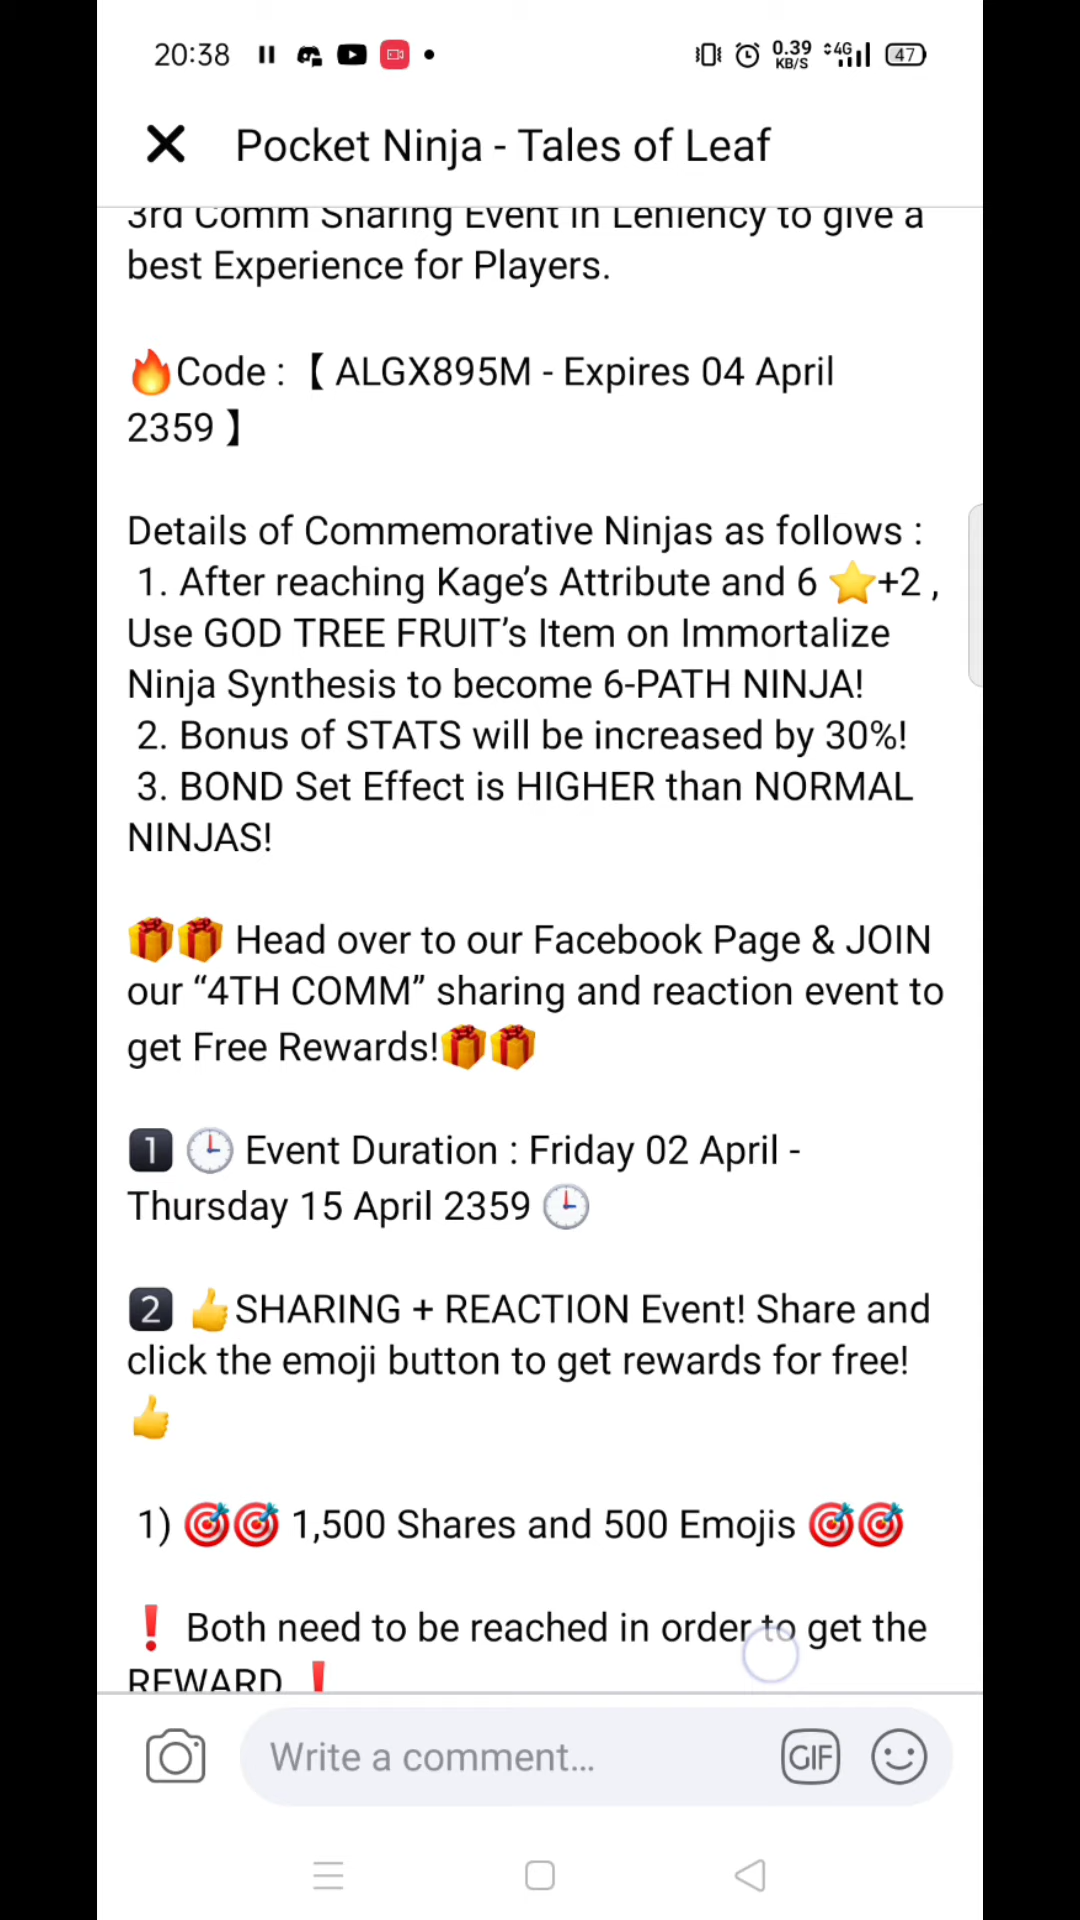 20:38
0.39
KB/S
4G
47
Pocket Ninja - Tales of Leaf
3rd Comm Sharing Event in Leniency to give a
best Experience for Players.
🔥Code : 【 ALGX895M - Expires 04 April
2359 】
Details of Commemorative Ninjas as follows :
1. After reaching Kage’s Attribute and 6 ⭐+2 ,
Use GOD TREE FRUIT’s Item on Immortalize
Ninja Synthesis to become 6-PATH NINJA!
2. Bonus of STATS will be increased by 30%!
3. BOND Set Effect is HIGHER than NORMAL
NINJAS!
🎁🎁 Head over to our Facebook Page & JOIN
our “4TH COMM” sharing and reaction event to
get Free Rewards!🎁🎁
1️⃣ 🕒 Event Duration : Friday 02 April -
Thursday 15 April 2359 🕒
2️⃣ 👍SHARING + REACTION Event! Share and
click the emoji button to get rewards for free!
👍
1) 🎯🎯 1,500 Shares and 500 Emojis 🎯🎯
❗ Both need to be reached in order to get the
REWARD ❗
Write a comment...
GIF